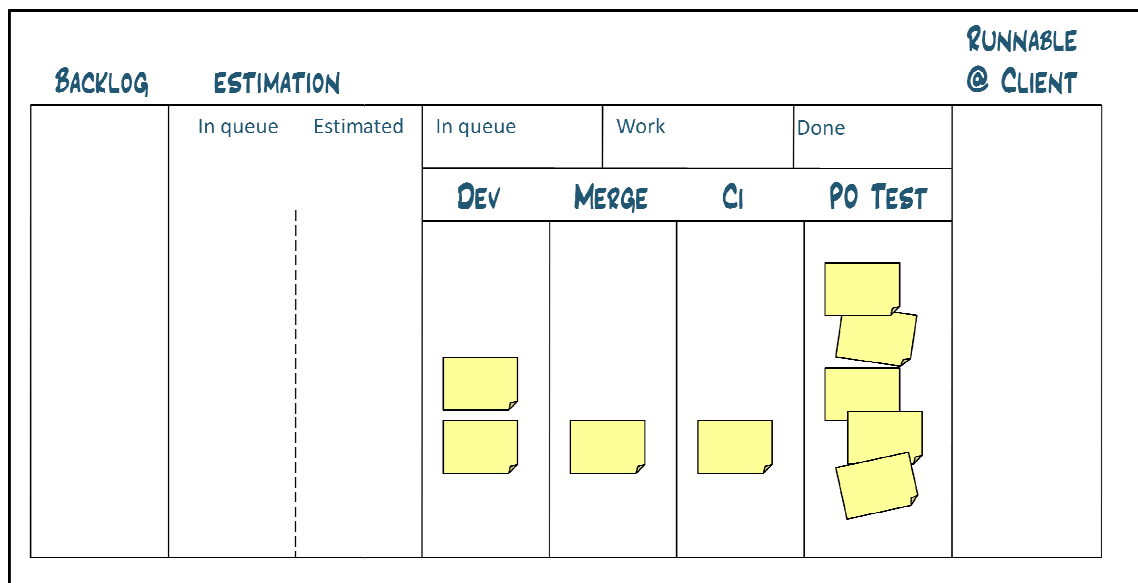 Runnable
@ Client
Backlog
estimation
In queue
Estimated
In queue
Work
Done
Dev
Merge
CI
PO Test